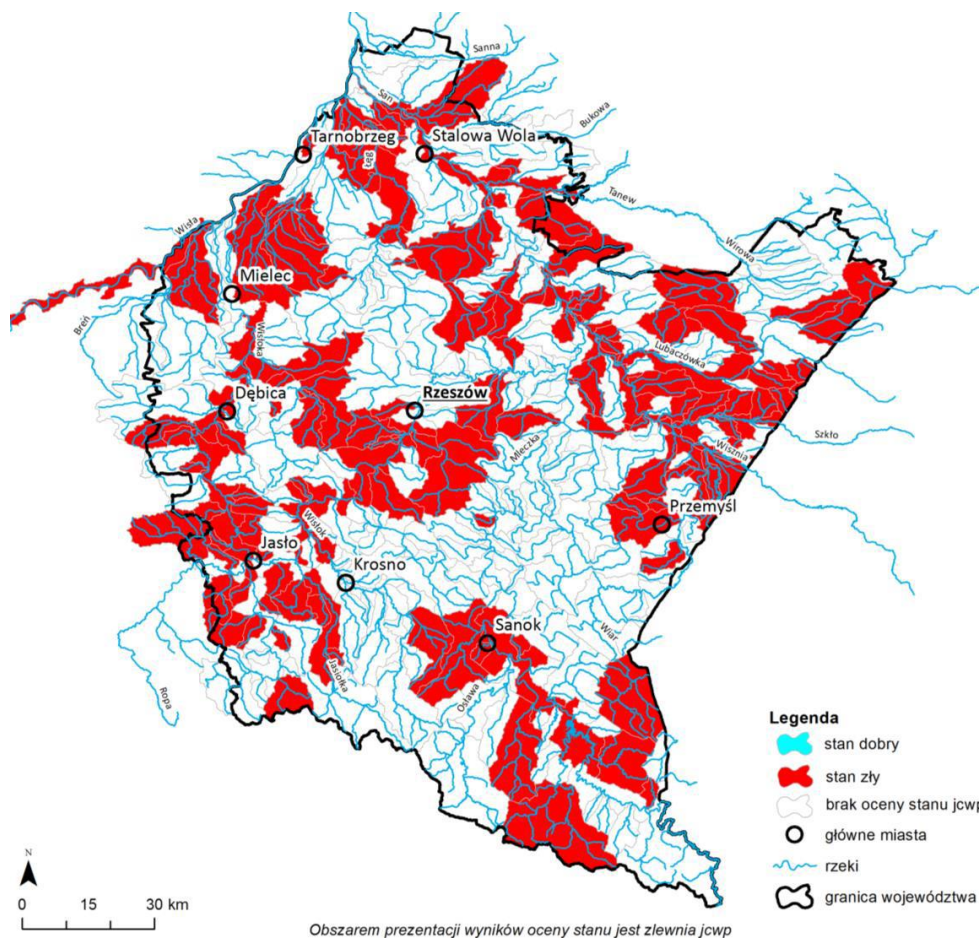 Sanna
San
Bukowa
Tarnobrzeg
Stalowa Wola
Łęg
Tanew
Wisła
Wirowa
Mielec
Breń
Wisłoka
Lubaczówka
Dębica
Rzeszów
Szkło
Mleczka
Wisznia
Przemyśl
Wisłok
Jasło
Krosno
Sanok
Wiar
Jasiołka
Osława
Ropa
Legenda
stan dobry
stan zły
brak oceny stanu jcwp
główne miasta
rzeki
granica województwa
N
0 15 30 km
Obszarem prezentacji wyników oceny stanu jest zlewnia jcwp